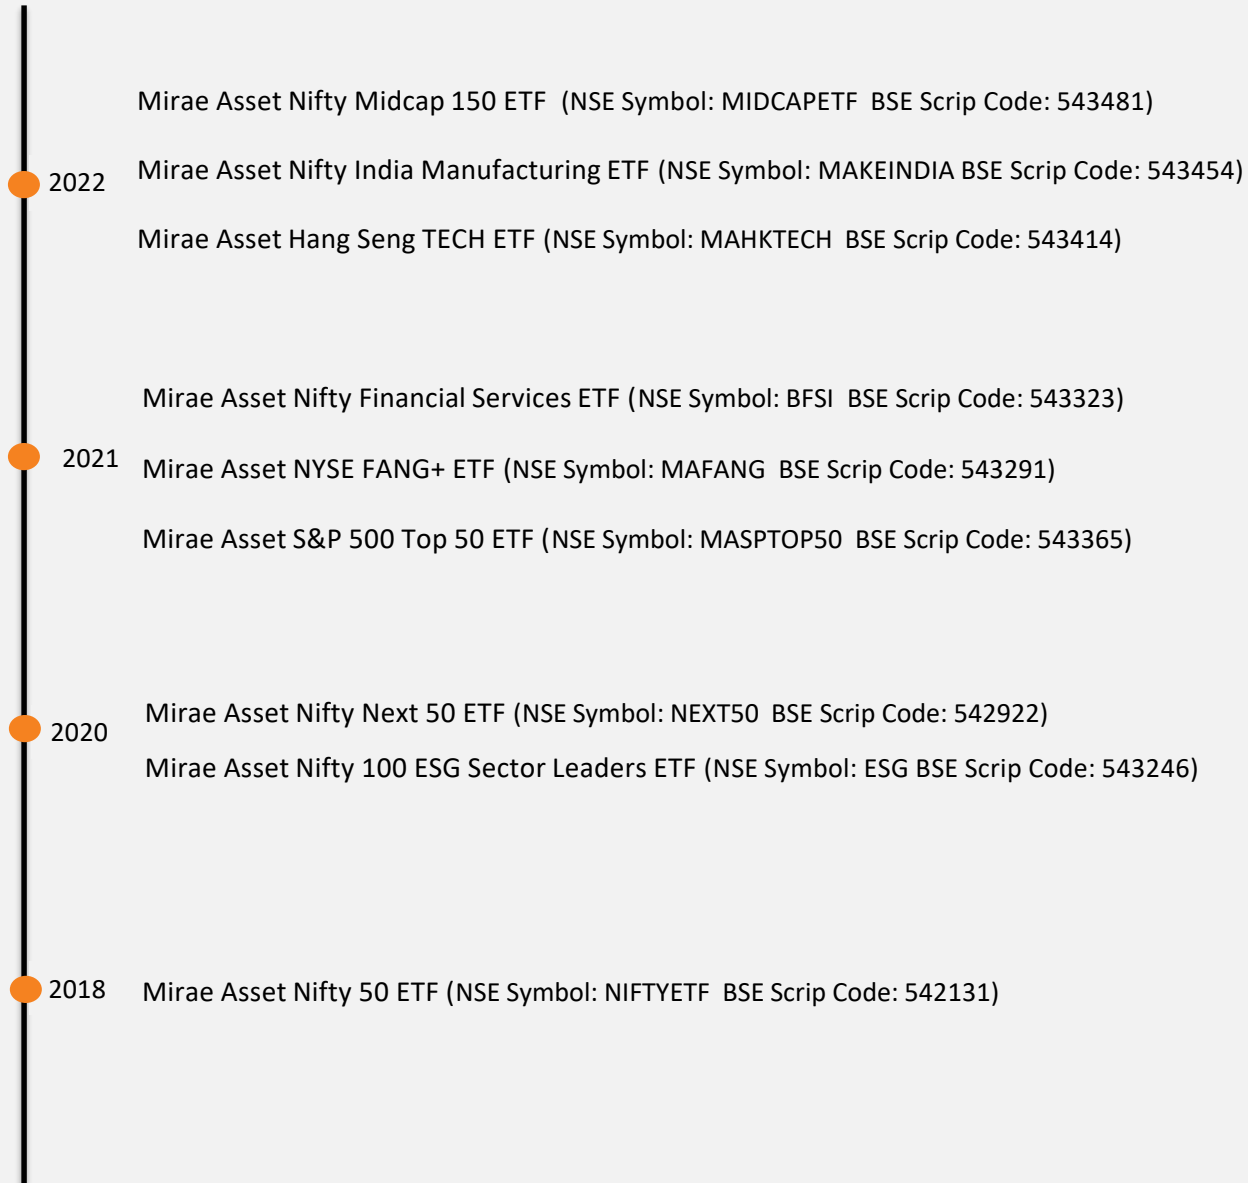 Mirae Asset Nifty Midcap 150 ETF (NSE Symbol: MIDCAPETF BSE Scrip Code: 543481)
2022 Mirae Asset Nifty India Manufacturing ETF (NSE Symbol: MAKEINDIA BSE Scrip Code: 543454)
Mirae Asset Hang Seng TECH ETF (NSE Symbol: MAHKTECH BSE Scrip Code: 543414)
Mirae Asset Nifty Financial Services ETF (NSE Symbol: BFSI BSE Scrip Code: 543323)
2021 Mirae Asset NYSE FANG+ ETF (NSE Symbol: MAFANG BSE Scrip Code: 543291)
Mirae Asset S&P 500 Top 50 ETF (NSE Symbol: MASPTOP50 BSE Scrip Code: 543365)
Mirae Asset Nifty Next 50 ETF (NSE Symbol: NEXT50 BSE Scrip Code: 542922)
2020
Mirae Asset Nifty 100 ESG Sector Leaders ETF (NSE Symbol: ESG BSE Scrip Code: 543246)
2018 Mirae Asset Nifty 50 ETF (NSE Symbol: NIFTYETF BSE Scrip Code: 542131)